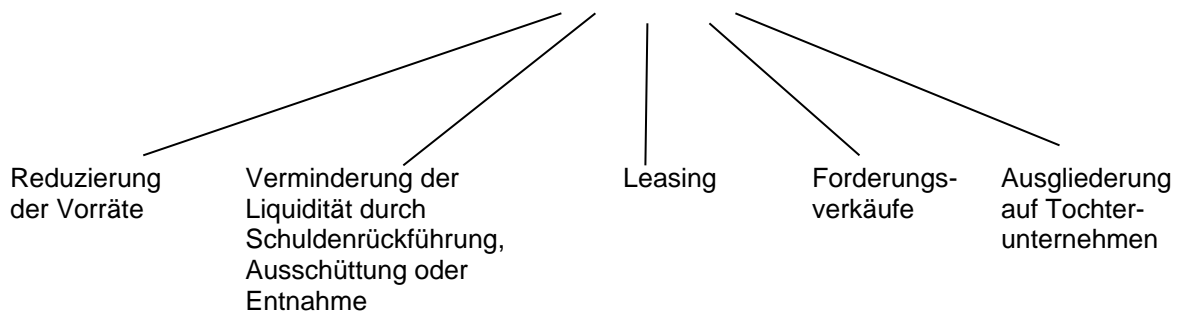 Reduzierung
der Vorräte
Verminderung der
Liquidität durch
Schuldenrückführung,
Ausschüttung oder
Entnahme
Leasing
Forderungs-
verkäufe
Ausgliederung
auf Tochter-
unternehmen